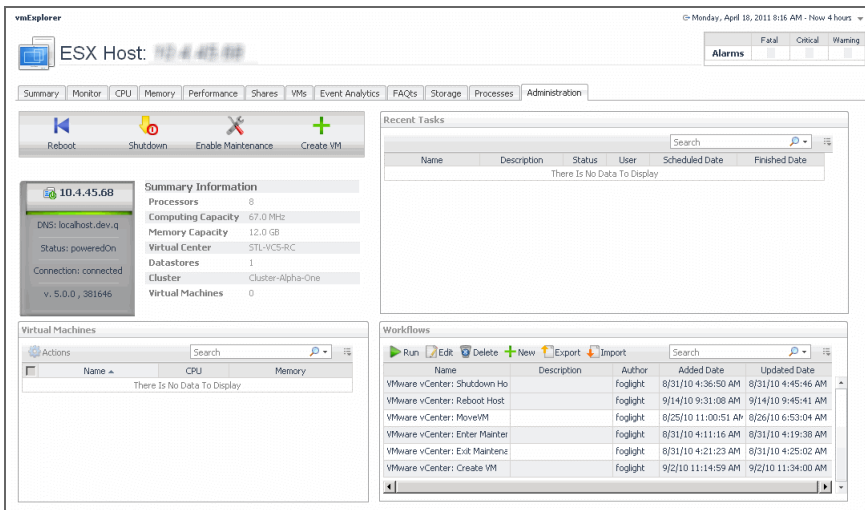 vmExplorer
Monday, April 18, 2011 8:16 AM - Now 4 hours
ESX Host:
Fatal Critical Warning
Alarms
Summary Monitor CPU Memory Performance Shares VMs Event Analytics FAQts Storage Processes Administration
Reboot Shutdown Enable Maintenance Create VM
10.4.45.68
DNS: localhost.dev.q
Status: poweredOn
Connection: connected
v. 5.0.0 , 381646
Summary Information
Processors 8
Computing Capacity 67.0 MHz
Memory Capacity 12.0 GB
Virtual Center STL-VC5-RC
Datastores 1
Cluster Cluster-Alpha-One
Virtual Machines 0
Recent Tasks
Search
Name Description Status User Scheduled Date Finished Date
There Is No Data To Display
Virtual Machines
Actions Search
Name CPU Memory
There Is No Data To Display
Workflows
Run Edit Delete New Export Import Search
Name Description Author Added Date Updated Date
VMware vCenter: Shutdown Ho foglight 8/31/10 4:36:50 AM 8/31/10 4:45:46 AM
VMware vCenter: Reboot Host foglight 9/14/10 9:31:08 AM 9/14/10 9:45:41 AM
VMware vCenter: MoveVM foglight 8/25/10 11:00:51 AM 8/26/10 6:53:04 AM
VMware vCenter: Enter Mainter foglight 8/31/10 4:11:16 AM 8/31/10 4:19:38 AM
VMware vCenter: Exit Maintena foglight 8/31/10 4:21:23 AM 8/31/10 4:25:02 AM
VMware vCenter: Create VM foglight 9/2/10 11:14:59 AM 9/2/10 11:34:00 AM